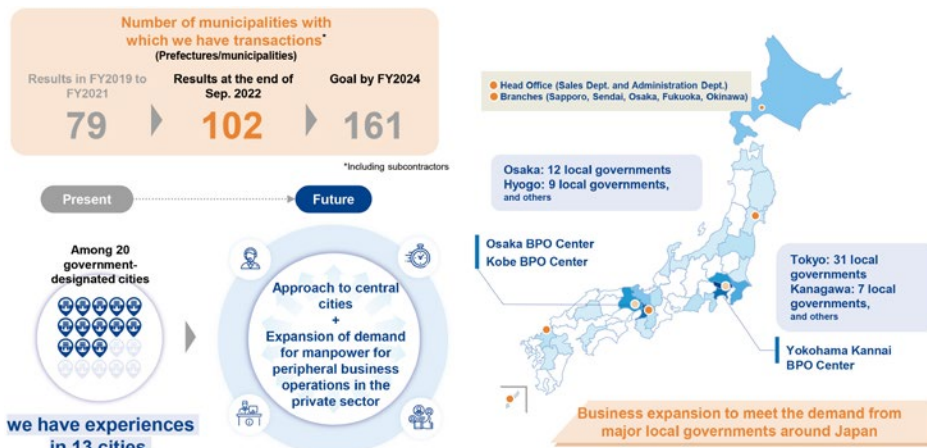 Number of municipalities with
which we have transactions*
(Prefectures/municipalities)
Results in FY2019 to
FY2021
79
Results at the end of
Sep. 2022
102
Goal by FY2024
161
*Including subcontractors
Present
Future
Among 20
government-
designated cities
we have experiences
in 13 cities
Approach to central
cities
+
Expansion of demand
for manpower for
peripheral business
operations in the
private sector
Head Office (Sales Dept. and Administration Dept.)
Branches (Sapporo, Sendai, Osaka, Fukuoka, Okinawa)
Osaka: 12 local governments
Hyogo: 9 local governments,
and others
Osaka BPO Center
Kobe BPO Center
Tokyo: 31 local
governments
Kanagawa: 7 local
governments,
and others
Yokohama Kannai
BPO Center
Business expansion to meet the demand from
major local governments around Japan